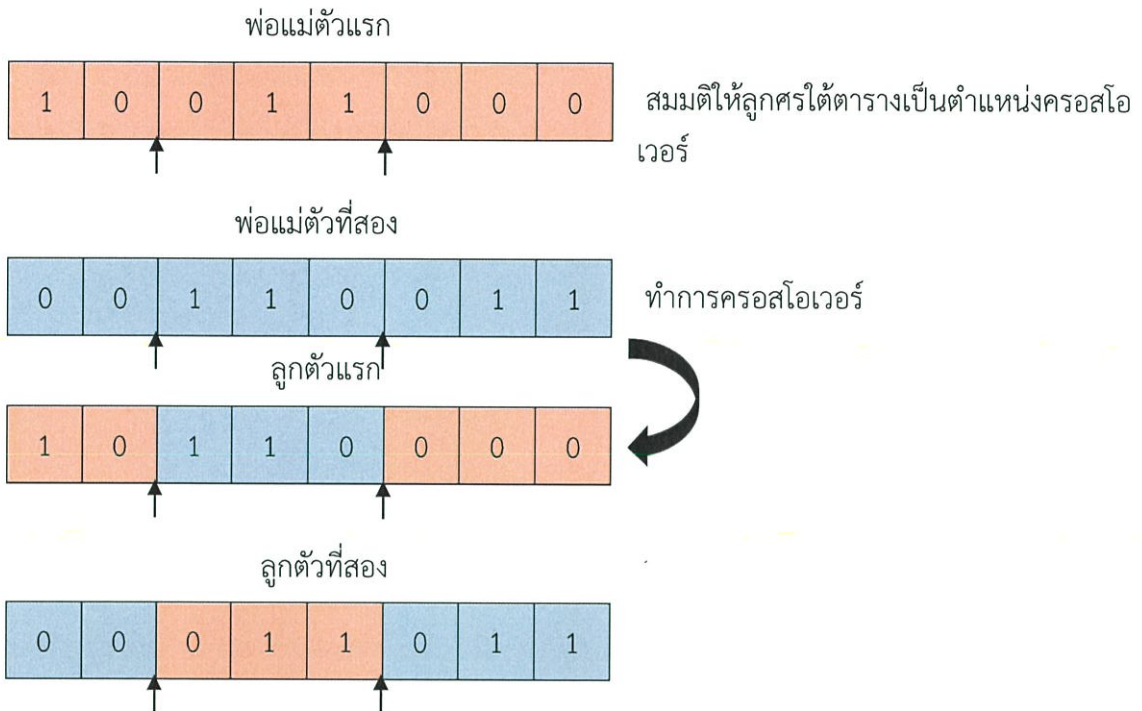 พ่อแม่ตัวแรก
1 0 0 1 1 0 0 0
สมมติให้ลูกศรใต้ตารางเป็นตำแหน่งครอสโอ
เวอร์
พ่อแม่ตัวที่สอง
0 0 1 1 0 0 1 1
ทำการครอสโอเวอร์
ลูกตัวแรก
1 0 1 1 0 0 0 0
ลูกตัวที่สอง
0 0 0 1 1 0 1 1